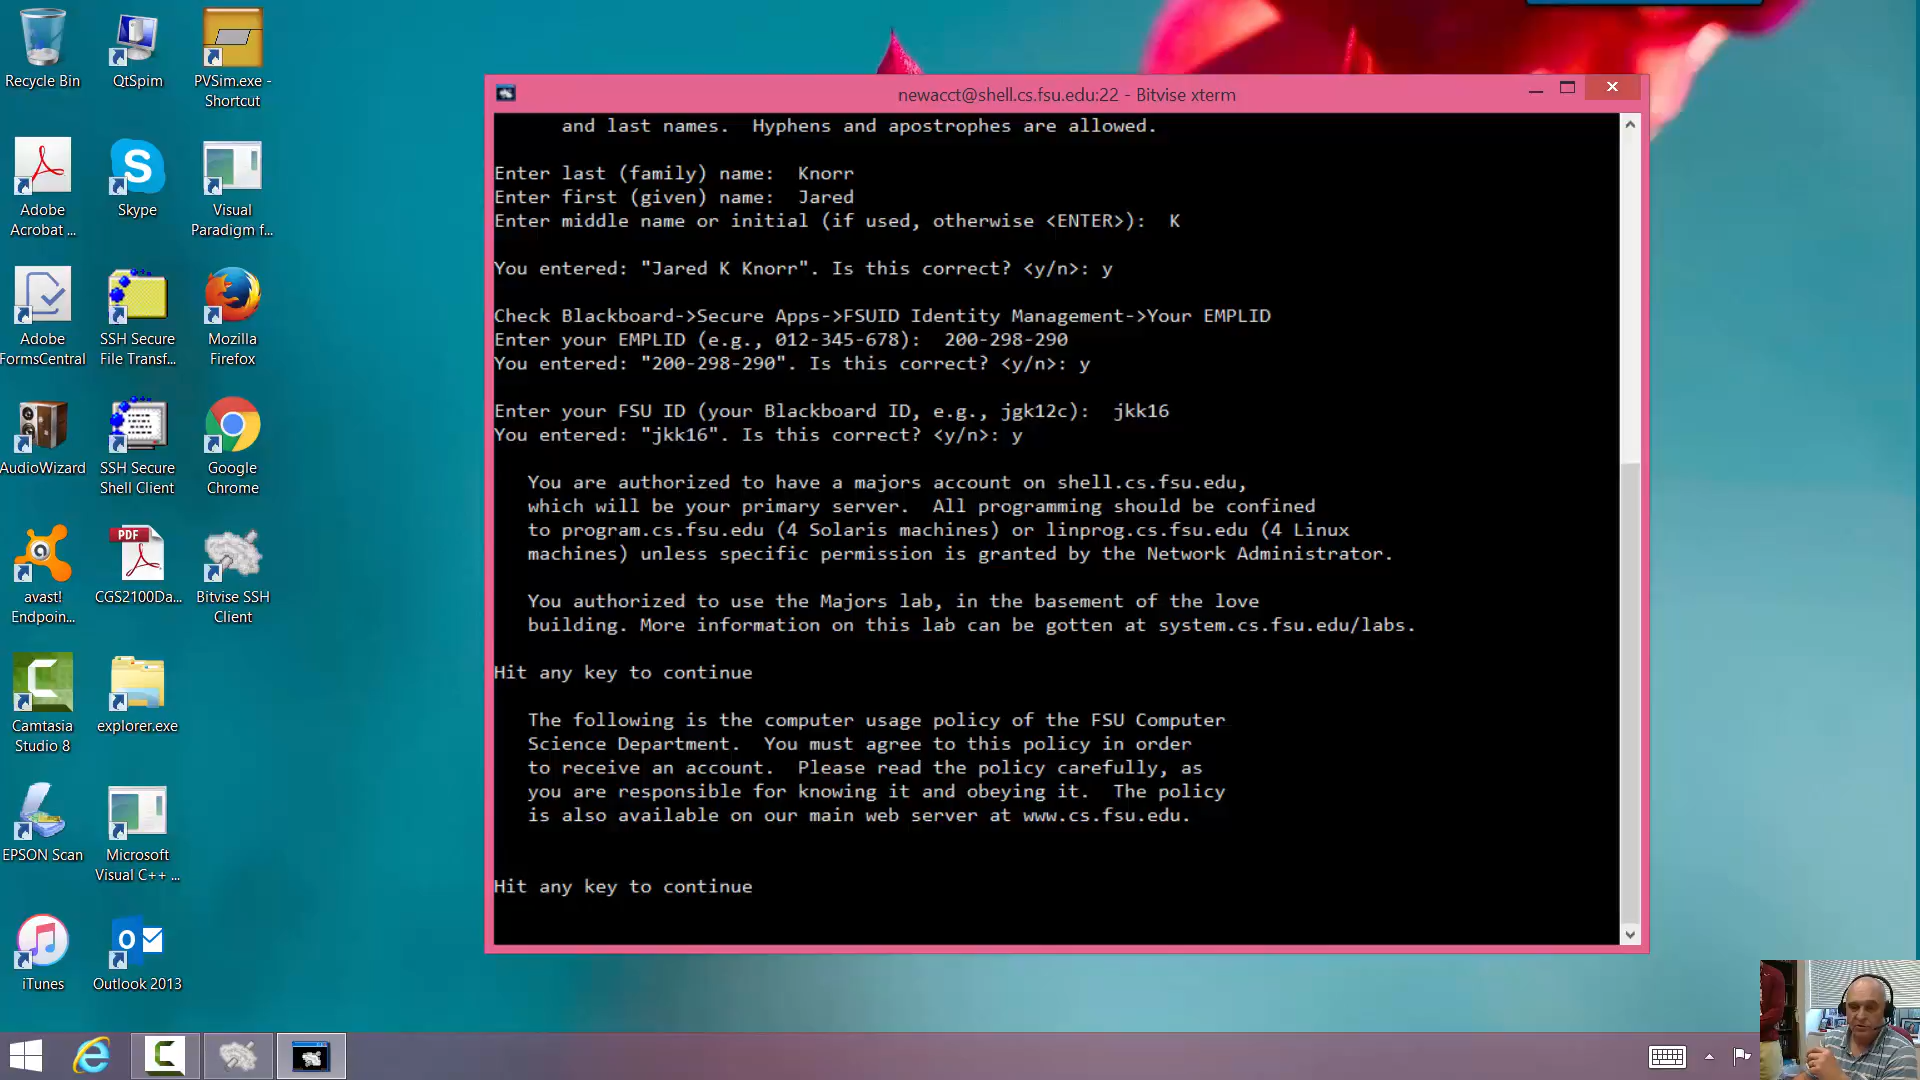 Recycle Bin
QtSpim
PVSim.exe -
Shortcut
Adobe
Acrobat ...
Skype
Visual
Paradigm f...
Adobe
FormsCentral
SSH Secure
File Transf...
Mozilla
Firefox
AudioWizard
SSH Secure
Shell Client
Google
Chrome
avast!
Endpoin...
PDF
CGS2100Da...
Bitvise SSH
Client
Camtasia
Studio 8
explorer.exe
EPSON Scan
Microsoft
Visual C++ ...
iTunes
Outlook 2013
newacct@shell.cs.fsu.edu:22 - Bitvise xterm
and last names.  Hyphens and apostrophes are allowed.
Enter last (family) name:  Knorr
Enter first (given) name:  Jared
Enter middle name or initial (if used, otherwise <ENTER>):  K
You entered: "Jared K Knorr". Is this correct? <y/n>: y
Check Blackboard->Secure Apps->FSUID Identity Management->Your EMPLID
Enter your EMPLID (e.g., 012-345-678):  200-298-290
You entered: "200-298-290". Is this correct? <y/n>: y
Enter your FSU ID (your Blackboard ID, e.g., jgk12c):  jkk16
You entered: "jkk16". Is this correct? <y/n>: y
You are authorized to have a majors account on shell.cs.fsu.edu,
which will be your primary server.  All programming should be confined
to program.cs.fsu.edu (4 Solaris machines) or linprog.cs.fsu.edu (4 Linux
machines) unless specific permission is granted by the Network Administrator.
You authorized to use the Majors lab, in the basement of the love
building. More information on this lab can be gotten at system.cs.fsu.edu/labs.
Hit any key to continue
The following is the computer usage policy of the FSU Computer
Science Department.  You must agree to this policy in order
to receive an account.  Please read the policy carefully, as
you are responsible for knowing it and obeying it.  The policy
is also available on our main web server at www.cs.fsu.edu.
Hit any key to continue